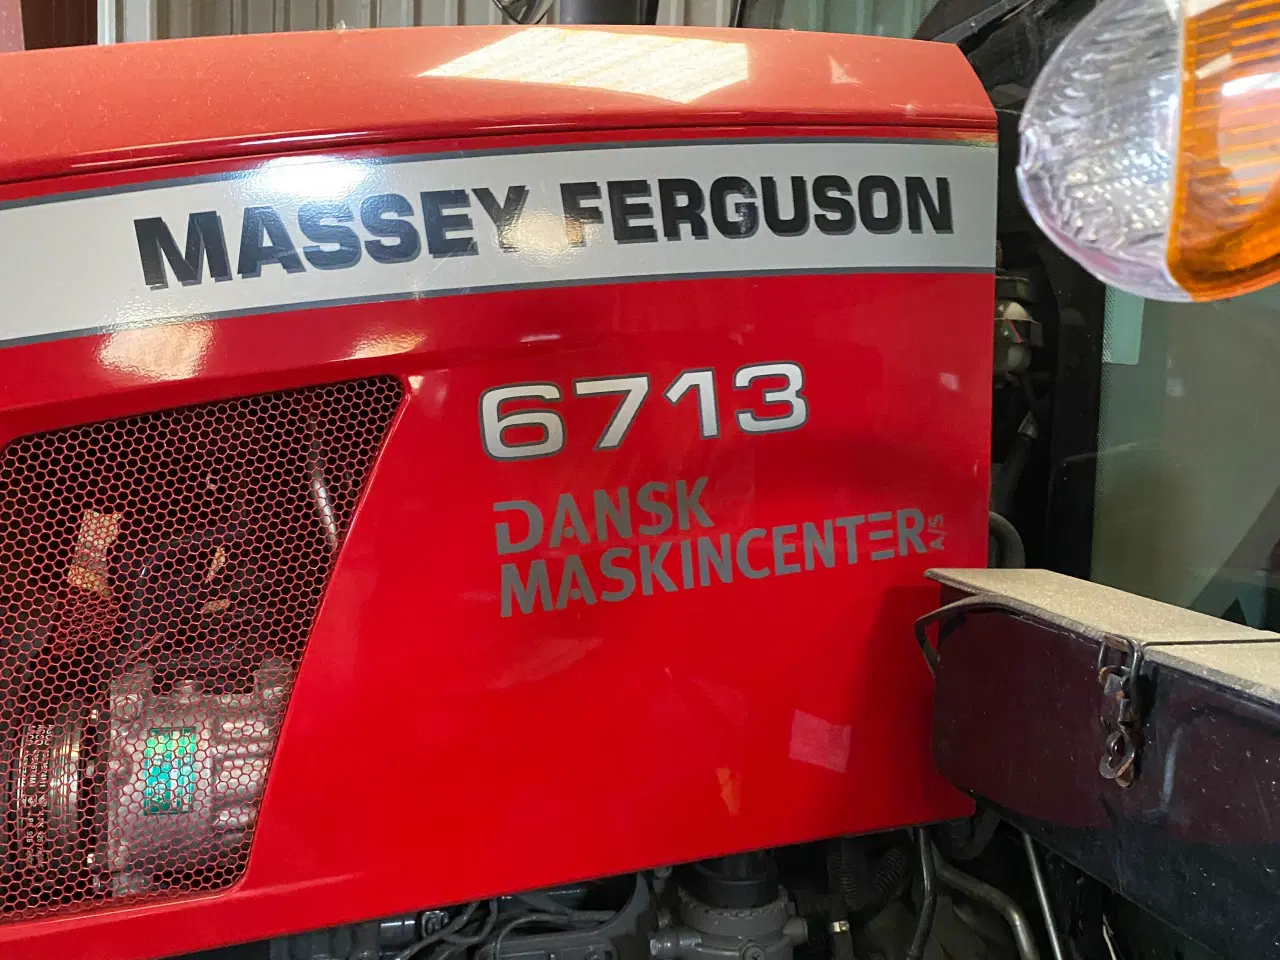 MASSEY FERGUSON
6713
DANSK
MASKINCENTER A/S